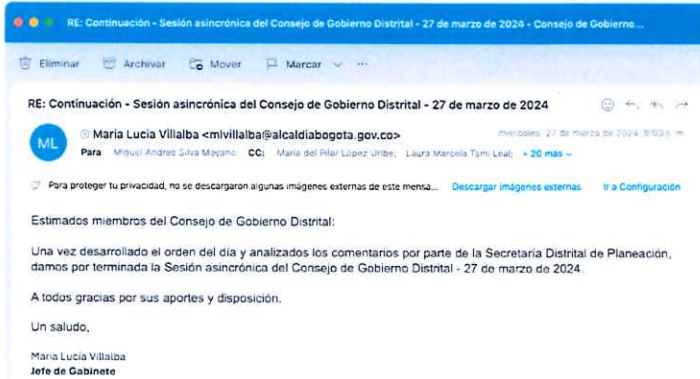 RE: Continuación - Sesión asincrónica del Consejo de Gobierno Distrital - 27 de marzo de 2024 - Consejo de Gobierno...
Eliminar Archivar Mover Marcar ...
RE: Continuación - Sesión asincrónica del Consejo de Gobierno Distrital - 27 de marzo de 2024
ML
Maria Lucia Villalba <mlvillalba@alcaldiabogota.gov.co>
miércoles, 27 de marzo de 2024,
Para Miguel Andres Silva Moyano; CC: Maria del Pilar López Uribe; Laura Marcela Tami Leal; + 20 más
Para proteger tu privacidad, no se descargaron algunas imágenes externas de este mensa... Descargar imágenes externas Ir a Configuración
Estimados miembros del Consejo de Gobierno Distrital:
Una vez desarrollado el orden del día y analizados los comentarios por parte de la Secretaría Distrital de Planeación,
damos por terminada la Sesión asincrónica del Consejo de Gobierno Distrital - 27 de marzo de 2024.
A todos gracias por sus aportes y disposición.
Un saludo,
Maria Lucía Villalba
Jefe de Gabinete